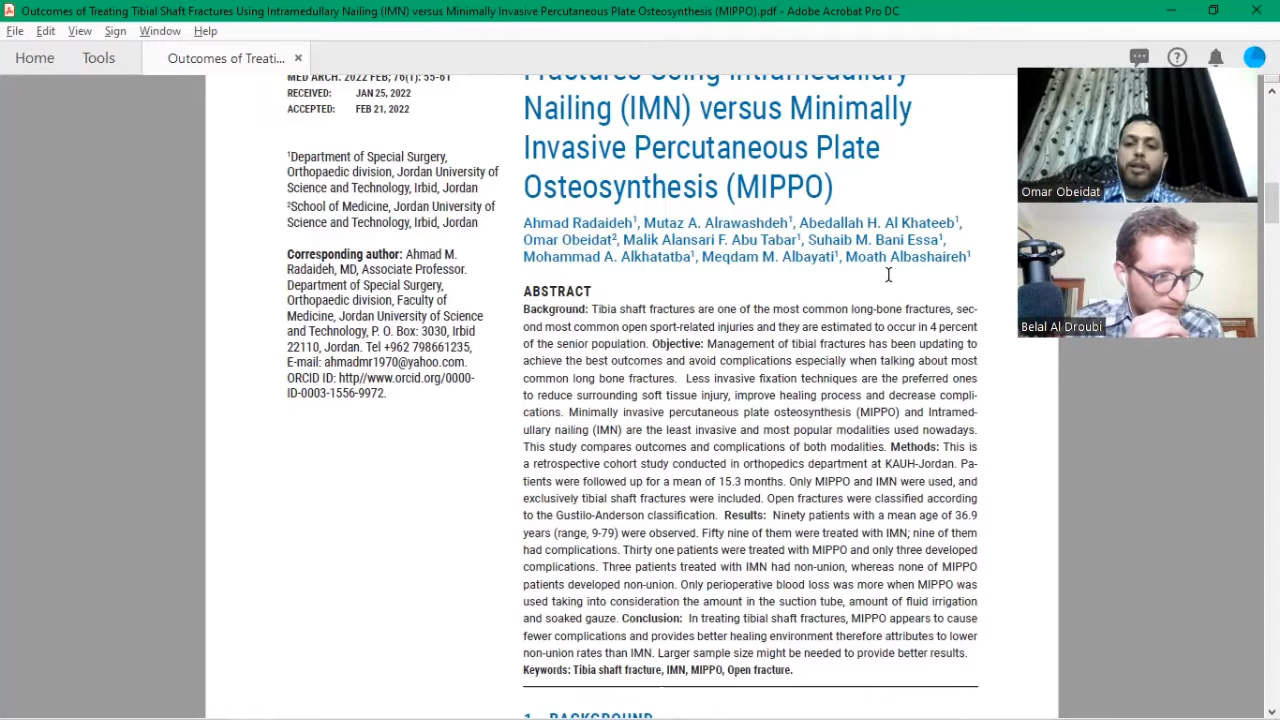 Outcomes of Treating Tibial Shaft Fractures Using Intramedullary Nailing (IMN) versus Minimally Invasive Percutaneous Plate Osteosynthesis (MIPPO).pdf - Adobe Acrobat Pro DC
File Edit View Sign Window Help
Home Tools Outcomes of Treati... ×
MED ARCH. 2022 FEB; 76(1): 55-61
RECEIVED: JAN 25, 2022
ACCEPTED: FEB 21, 2022
¹Department of Special Surgery,
Orthopaedic division, Jordan University of
Science and Technology, Irbid, Jordan
²School of Medicine, Jordan University of
Science and Technology, Irbid, Jordan
Corresponding author: Ahmad M.
Radaideh, MD, Associate Professor.
Department of Special Surgery,
Orthopaedic division, Faculty of
Medicine, Jordan University of Science
and Technology, P. O. Box: 3030, Irbid
22110, Jordan. Tel +962 798661235,
E-mail: ahmadmr1970@yahoo.com.
ORCID ID: http//www.orcid.org/0000-
ID-0003-1556-9972.
Fractures Using Intramedullary
Nailing (IMN) versus Minimally
Invasive Percutaneous Plate
Osteosynthesis (MIPPO)
Ahmad Radaideh¹, Mutaz A. Alrawashdeh¹, Abedallah H. Al Khateeb¹,
Omar Obeidat², Malik Alansari F. Abu Tabar¹, Suhaib M. Bani Essa¹,
Mohammad A. Alkhatatba¹, Meqdam M. Albayati¹, Moath Albashaireh¹
ABSTRACT
Background: Tibia shaft fractures are one of the most common long-bone fractures, sec-
ond most common open sport-related injuries and they are estimated to occur in 4 percent
of the senior population. Objective: Management of tibial fractures has been updating to
achieve the best outcomes and avoid complications especially when talking about most
common long bone fractures. Less invasive fixation techniques are the preferred ones
to reduce surrounding soft tissue injury, improve healing process and decrease compli-
cations. Minimally invasive percutaneous plate osteosynthesis (MIPPO) and Intramed-
ullary nailing (IMN) are the least invasive and most popular modalities used nowadays.
This study compares outcomes and complications of both modalities. Methods: This is
a retrospective cohort study conducted in orthopedics department at KAUH-Jordan. Pa-
tients were followed up for a mean of 15.3 months. Only MIPPO and IMN were used, and
exclusively tibial shaft fractures were included. Open fractures were classified according
to the Gustilo-Anderson classification. Results: Ninety patients with a mean age of 36.9
years (range, 9-79) were observed. Fifty nine of them were treated with IMN; nine of them
had complications. Thirty one patients were treated with MIPPO and only three developed
complications. Three patients treated with IMN had non-union, whereas none of MIPPO
patients developed non-union. Only perioperative blood loss was more when MIPPO was
used taking into consideration the amount in the suction tube, amount of fluid irrigation
and soaked gauze. Conclusion: In treating tibial shaft fractures, MIPPO appears to cause
fewer complications and provides better healing environment therefore attributes to lower
non-union rates than IMN. Larger sample size might be needed to provide better results.
Keywords: Tibia shaft fracture, IMN, MIPPO, Open fracture.
1. BACKGROUND
Omar Obeidat
Belal Al Droubi